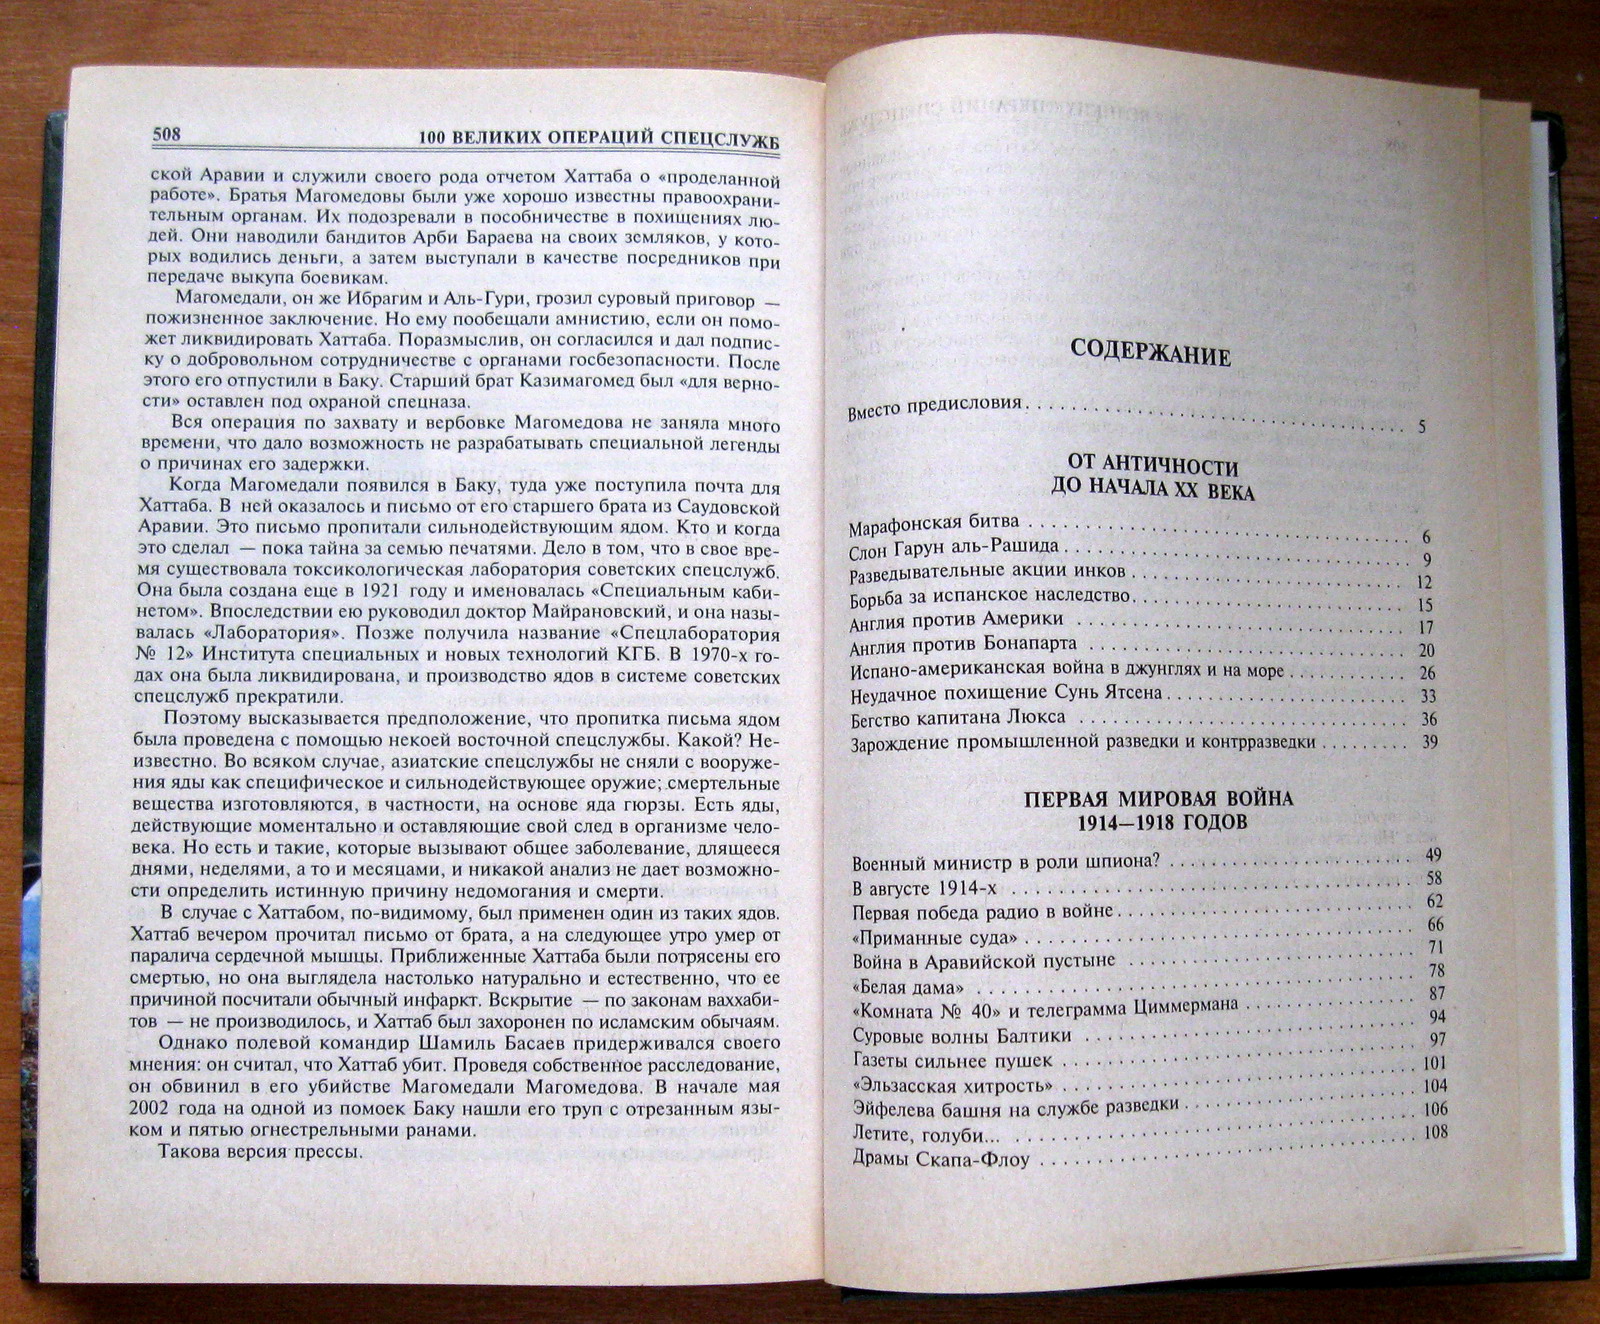 508 100 ВЕЛИКИХ ОПЕРАЦИЙ СПЕЦСЛУЖБ
ской Аравии и служили своего рода отчетом Хаттаба о «проделанной
работе». Братья Магомедовы были уже хорошо известны правоохрани-
тельным органам. Их подозревали в пособничестве в похищениях лю-
дей. Они наводили бандитов Арби Бараева на своих земляков, у кото-
рых водились деньги, а затем выступали в качестве посредников при
передаче выкупа боевикам.
Магомедали, он же Ибрагим и Аль-Гури, грозил суровый приговор —
пожизненное заключение. Но ему пообещали амнистию, если он помо-
жет ликвидировать Хаттаба. Поразмыслив, он согласился и дал подпис-
ку о добровольном сотрудничестве с органами госбезопасности. После
этого его отпустили в Баку. Старший брат Казимагомед был «для верно-
сти» оставлен под охраной спецназа.
Вся операция по захвату и вербовке Магомедова не заняла много
времени, что дало возможность не разрабатывать специальной легенды
о причинах его задержки.
Когда Магомедали появился в Баку, туда уже поступила почта для
Хаттаба. В ней оказалось и письмо от его старшего брата из Саудовской
Аравии. Это письмо пропитали сильнодействующим ядом. Кто и когда
это сделал — пока тайна за семью печатями. Дело в том, что в свое вре-
мя существовала токсикологическая лаборатория советских спецслужб.
Она была создана еще в 1921 году и именовалась «Специальным каби-
нетом». Впоследствии ею руководил доктор Майрановский, и она назы-
валась «Лаборатория». Позже получила название «Спецлаборатория
№ 12» Института специальных и новых технологий КГБ. В 1970-х го-
дах она была ликвидирована, и производство ядов в системе советских
спецслужб прекратили.
Поэтому высказывается предположение, что пропитка письма ядом
была проведена с помощью некоей восточной спецслужбы. Какой? Не-
известно. Во всяком случае, азиатские спецслужбы не сняли с вооруже-
ния яды как специфическое и сильнодействующее оружие; смертельные
вещества изготовляются, в частности, на основе яда гюрзы. Есть яды,
действующие моментально и оставляющие свой след в организме чело-
века. Но есть и такие, которые вызывают общее заболевание, длящееся
днями, неделями, а то и месяцами, и никакой анализ не дает возможно-
сти определить истинную причину недомогания и смерти.
В случае с Хаттабом, по-видимому, был применен один из таких ядов.
Хаттаб вечером прочитал письмо от брата, а на следующее утро умер от
паралича сердечной мышцы. Приближенные Хаттаба были потрясены его
смертью, но она выглядела настолько натурально и естественно, что ее
причиной посчитали обычный инфаркт. Вскрытие — по законам ваххаби-
тов — не производилось, и Хаттаб был захоронен по исламским обычаям.
Однако полевой командир Шамиль Басаев придерживался своего
мнения: он считал, что Хаттаб убит. Проведя собственное расследование,
он обвинил в его убийстве Магомедали Магомедова. В начале мая
2002 года на одной из помоек Баку нашли его труп с отрезанным язы-
ком и пятью огнестрельными ранами.
Такова версия прессы.
СОДЕРЖАНИЕ
Вместо предисловия . . . . . 5
ОТ АНТИЧНОСТИ
ДО НАЧАЛА XX ВЕКА
Марафонская битва . . . . . 6
Слон Гарун аль-Рашида . . . . . 9
Разведывательные акции инков . . . . . 12
Борьба за испанское наследство . . . . . 15
Англия против Америки . . . . . 17
Англия против Бонапарта . . . . . 20
Испано-американская война в джунглях и на море . . . . . 26
Неудачное похищение Сунь Ятсена . . . . . 33
Бегство капитана Люкса . . . . . 36
Зарождение промышленной разведки и контрразведки . . . . . 39
ПЕРВАЯ МИРОВАЯ ВОЙНА
1914—1918 ГОДОВ
Военный министр в роли шпиона? . . . . . 49
В августе 1914-х . . . . . 58
Первая победа радио в войне . . . . . 62
«Приманные суда» . . . . . 66
Война в Аравийской пустыне . . . . . 71
«Белая дама» . . . . . 78
«Комната № 40» и телеграмма Циммермана . . . . . 87
Суровые волны Балтики . . . . . 94
Газеты сильнее пушек . . . . . 97
«Эльзасская хитрость» . . . . . 101
Эйфелева башня на службе разведки . . . . . 104
Летите, голуби... . . . . . 106
Драмы Скапа-Флоу . . . . . 108